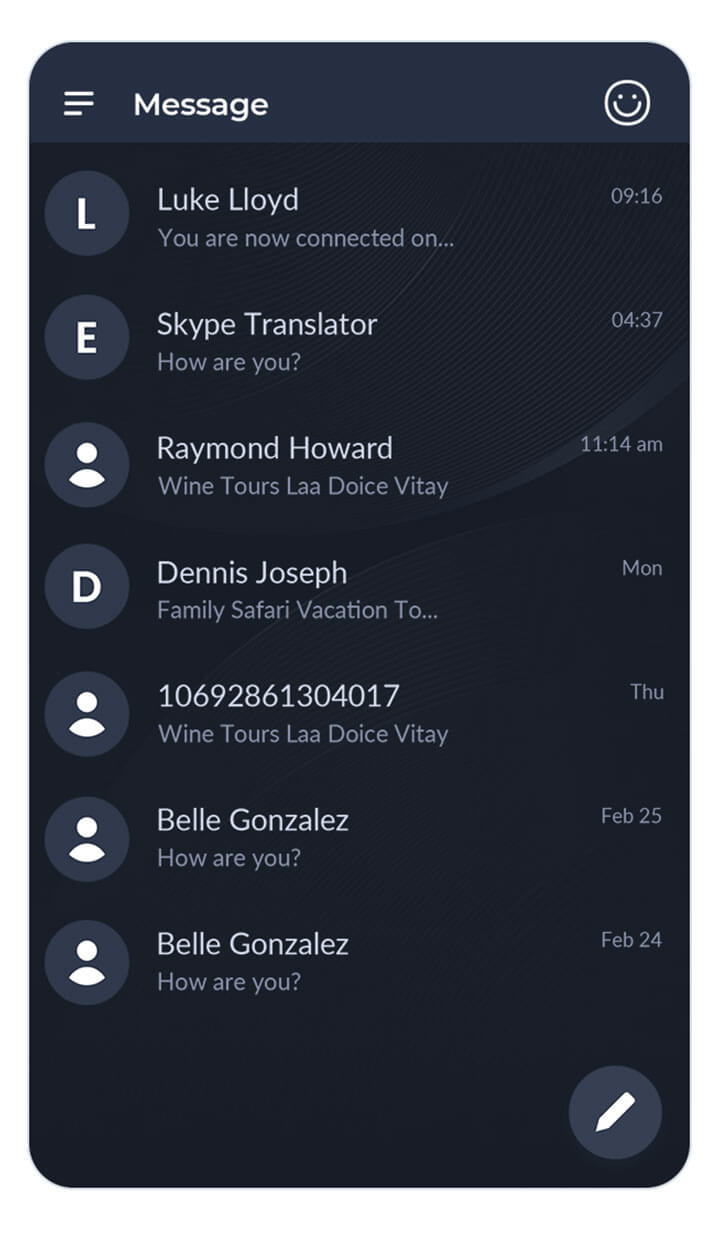 Message
L
Luke Lloyd
09:16
You are now connected on...
E
Skype Translator
04:37
How are you?
Raymond Howard
11:14 am
Wine Tours Laa Doice Vitay
D
Dennis Joseph
Mon
Family Safari Vacation To...
10692861304017
Thu
Wine Tours Laa Doice Vitay
Belle Gonzalez
Feb 25
How are you?
Belle Gonzalez
Feb 24
How are you?